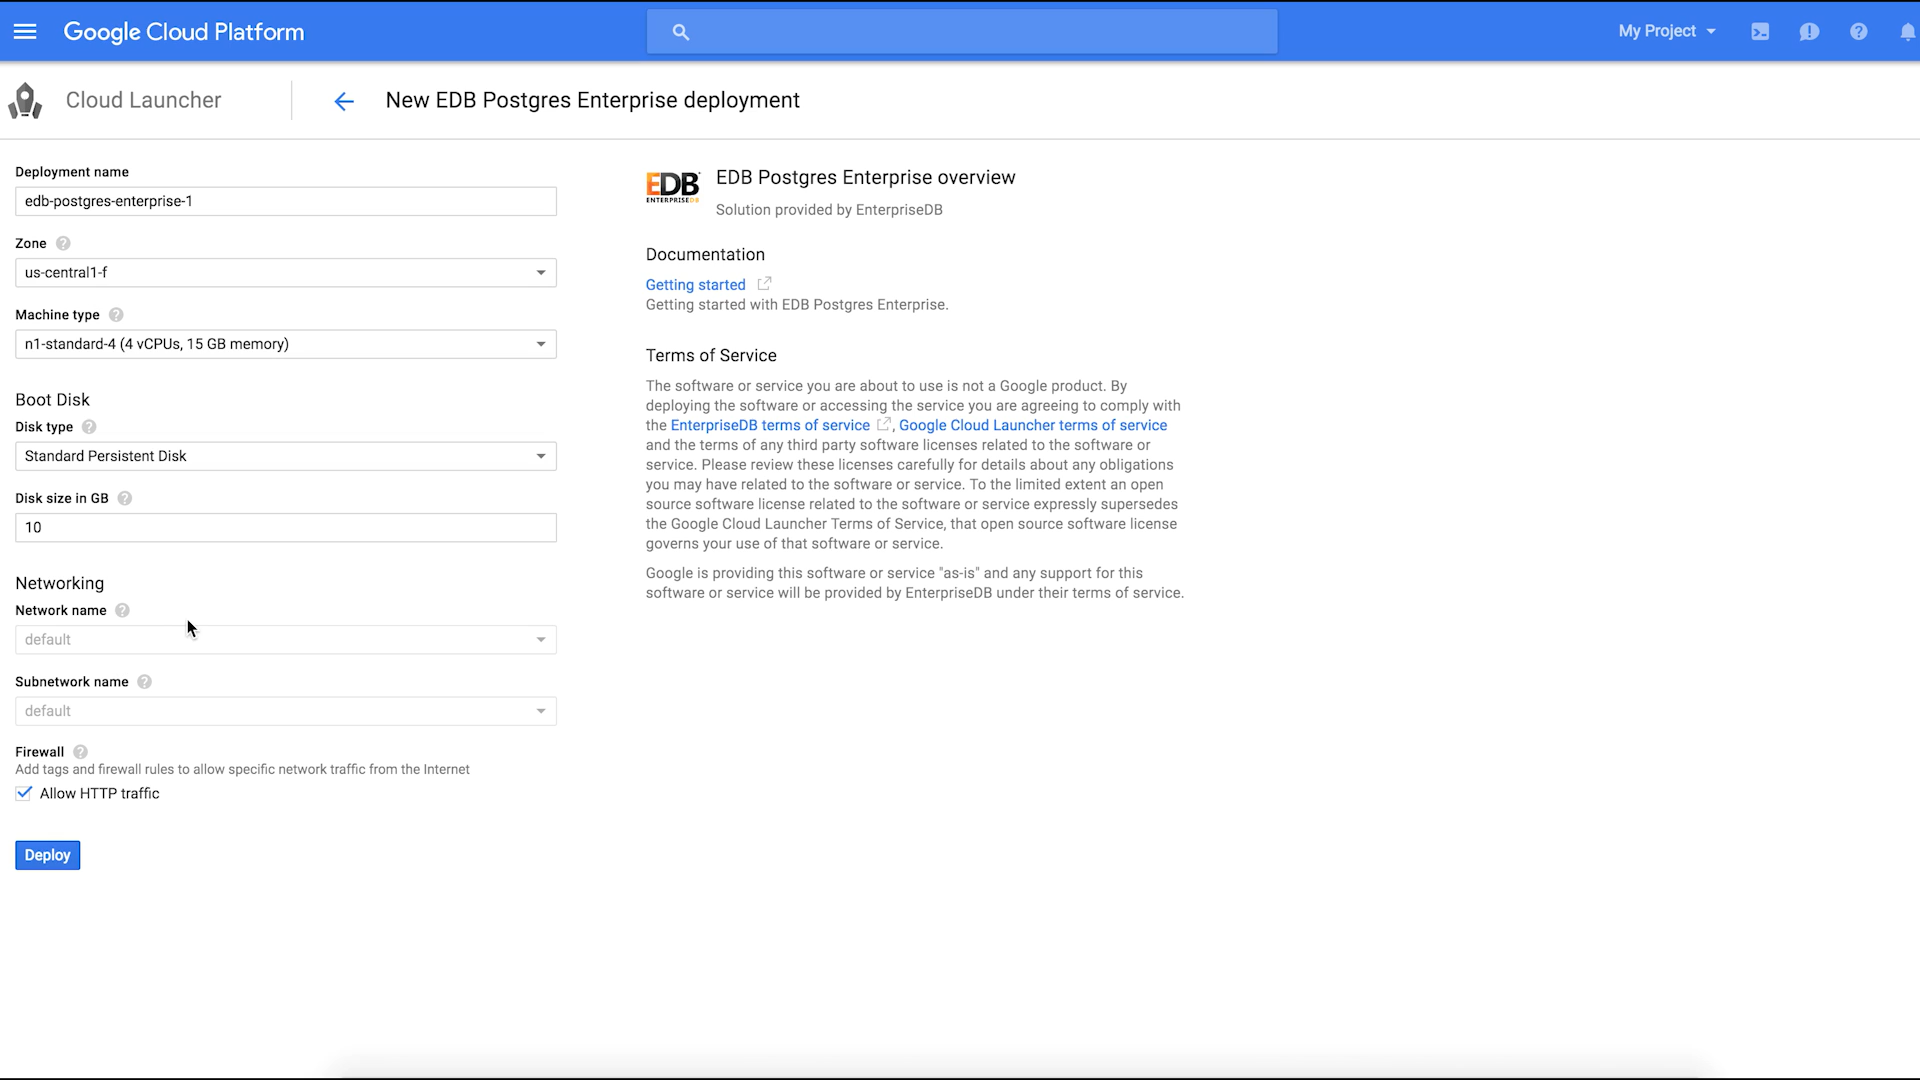 Google Cloud Platform
My Project
Cloud Launcher
New EDB Postgres Enterprise deployment
Deployment name
edb-postgres-enterprise-1
Zone
us-central1-f
Machine type
n1-standard-4 (4 vCPUs, 15 GB memory)
Boot Disk
Disk type
Standard Persistent Disk
Disk size in GB
10
Networking
Network name
default
Subnetwork name
default
Firewall
Add tags and firewall rules to allow specific network traffic from the Internet
Allow HTTP traffic
Deploy
EDB
ENTERPRISEDB
EDB Postgres Enterprise overview
Solution provided by EnterpriseDB
Documentation
Getting started
Getting started with EDB Postgres Enterprise.
Terms of Service
The software or service you are about to use is not a Google product. By
deploying the software or accessing the service you are agreeing to comply with
the EnterpriseDB terms of service , Google Cloud Launcher terms of service
and the terms of any third party software licenses related to the software or
service. Please review these licenses carefully for details about any obligations
you may have related to the software or service. To the limited extent an open
source software license related to the software or service expressly supersedes
the Google Cloud Launcher Terms of Service, that open source software license
governs your use of that software or service.
Google is providing this software or service "as-is" and any support for this
software or service will be provided by EnterpriseDB under their terms of service.